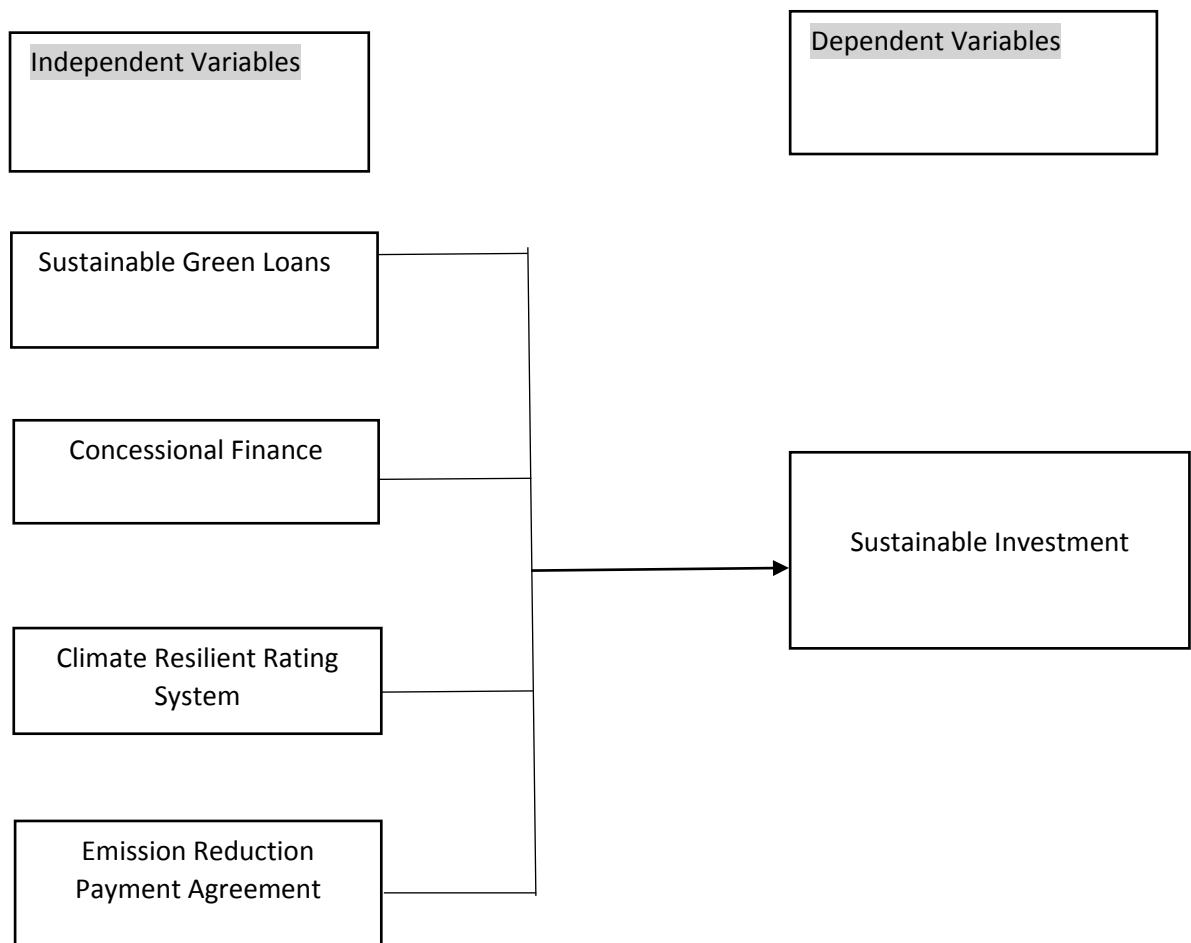 Independent Variables
Dependent Variables
Sustainable Green Loans
Concessional Finance
Sustainable Investment
Climate Resilient Rating
System
Emission Reduction
Payment Agreement